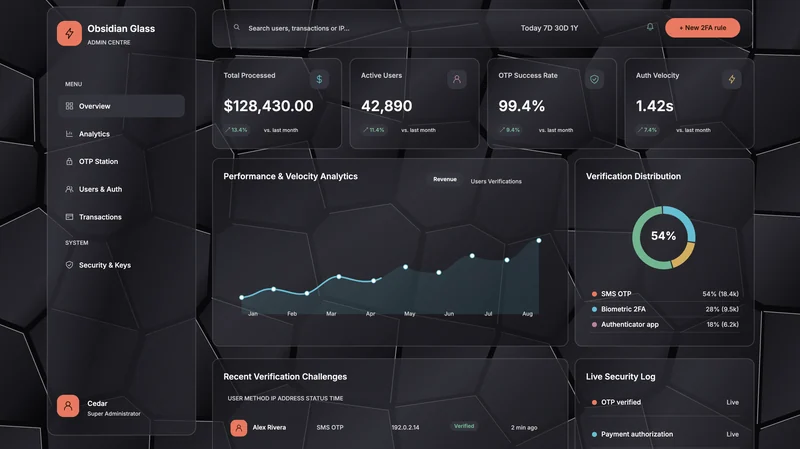 Obsidian Glass
ADMIN CENTRE
MENU
Overview
Analytics
OTP Station
Users & Auth
Transactions
SYSTEM
Security & Keys
Cedar
Super Administrator
Search users, transactions or IP...
Today 7D 30D 1Y
+ New 2FA rule
Total Processed
$
$128,430.00
13.4% vs. last month
Active Users
42,890
11.4% vs. last month
OTP Success Rate
99.4%
9.4% vs. last month
Auth Velocity
1.42s
7.4% vs. last month
Performance & Velocity Analytics
Revenue
Users Verifications
Jan Feb Mar Apr May Jun Jul Aug
Verification Distribution
54%
SMS OTP 54% (18.4k)
Biometric 2FA 28% (9.5k)
Authenticator app 18% (6.2k)
Recent Verification Challenges
USER METHOD IP ADDRESS STATUS TIME
Alex Rivera SMS OTP 192.0.2.14 Verified 2 min ago
Live Security Log
OTP verified Live
Payment authorization Live